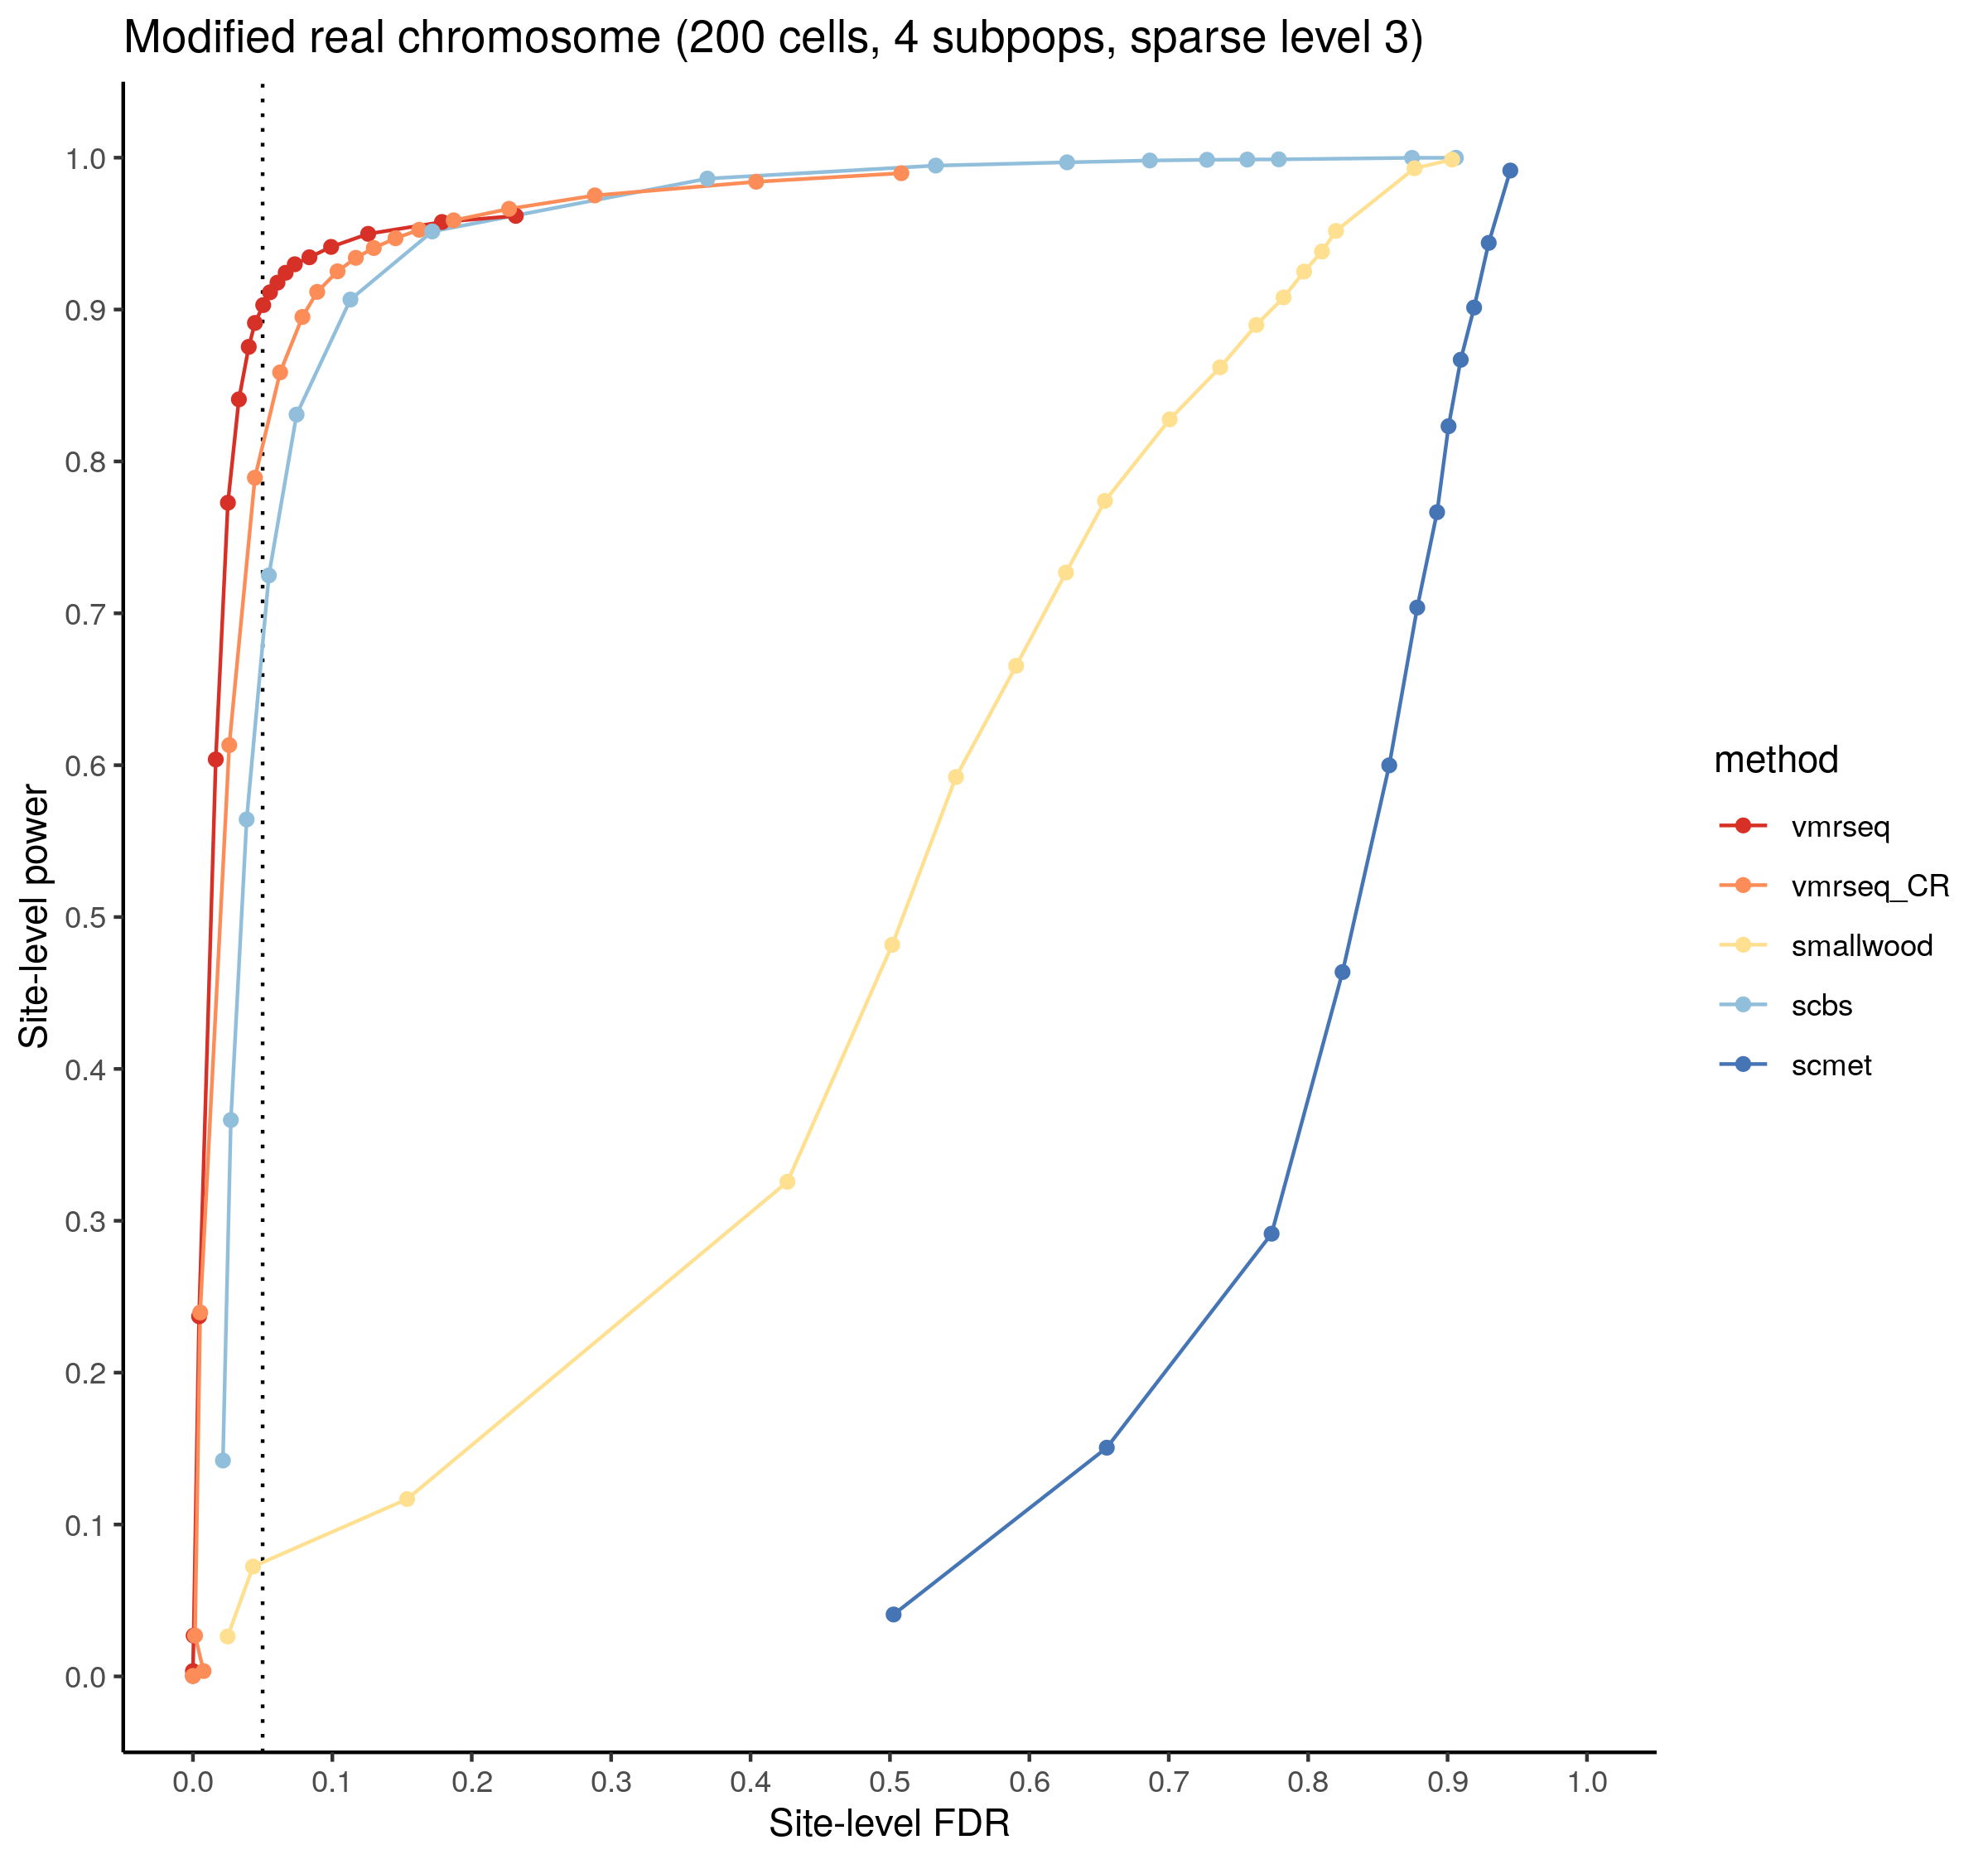 Modified real chromosome (200 cells, 4 subpops, sparse level 3)
Site-level power
1.0
0.9
0.8
0.7
0.6
0.5
0.4
0.3
0.2
0.1
0.0
0.0 0.1 0.2 0.3 0.4 0.5 0.6 0.7 0.8 0.9 1.0
Site-level FDR
method
vmrseq
vmrseq_CR
smallwood
scbs
scmet